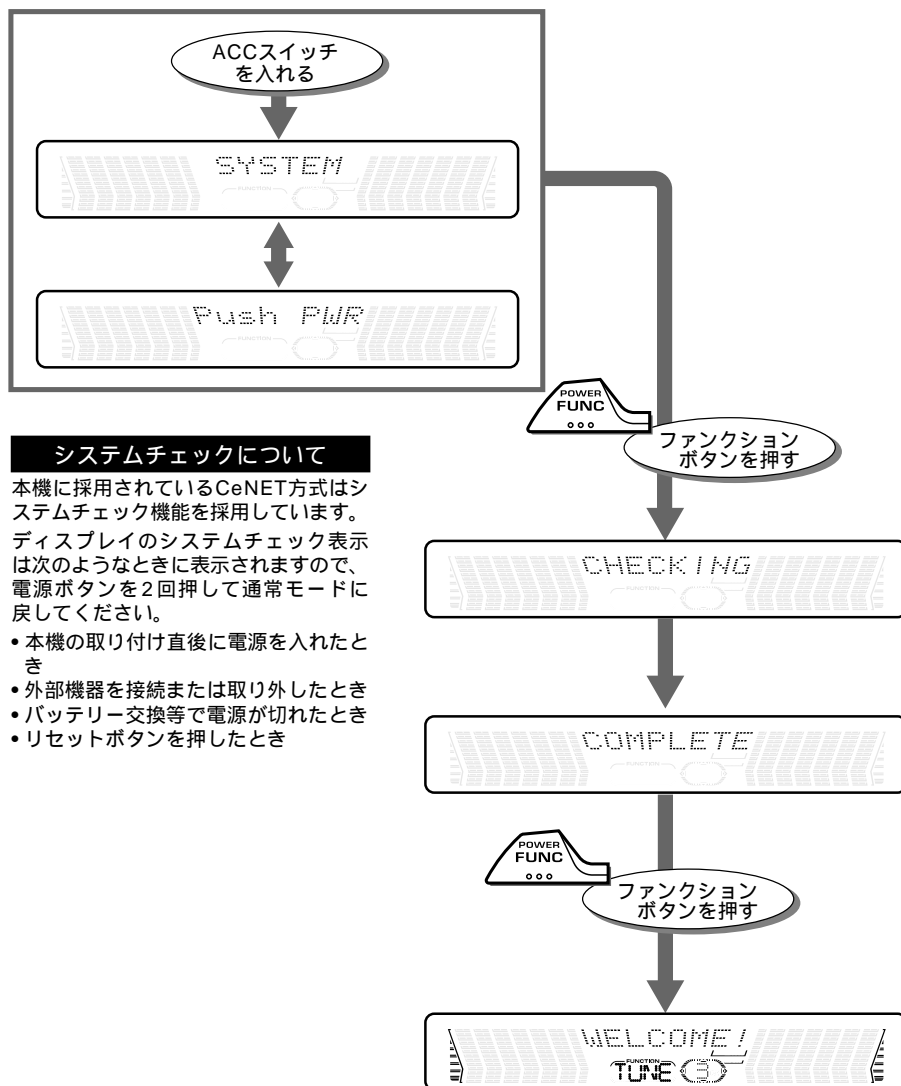 ACCスイッチ
を入れる
SYSTEM
FUNCTION
Push PWR
FUNCTION
POWER
FUNC
ファンクション
ボタンを押す
システムチェックについて
本機に採用されているCeNET方式はシ
ステムチェック機能を採用しています。
ディスプレイのシステムチェック表示
は次のようなときに表示されますので、
電源ボタンを2回押して通常モードに
戻してください。
•本機の取り付け直後に電源を入れたと
き
•外部機器を接続または取り外したとき
•バッテリー交換等で電源が切れたとき
•リセットボタンを押したとき
CHECKING
FUNCTION
COMPLETE
FUNCTION
POWER
FUNC
ファンクション
ボタンを押す
WELCOME!
FUNCTION
TUNE 3